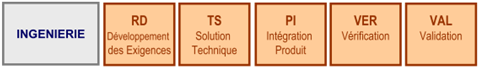 INGENIERIE
RD
Développement
des Exigences
TS
Solution
Technique
PI
Intégration
Produit
VER
Vérification
VAL
Validation